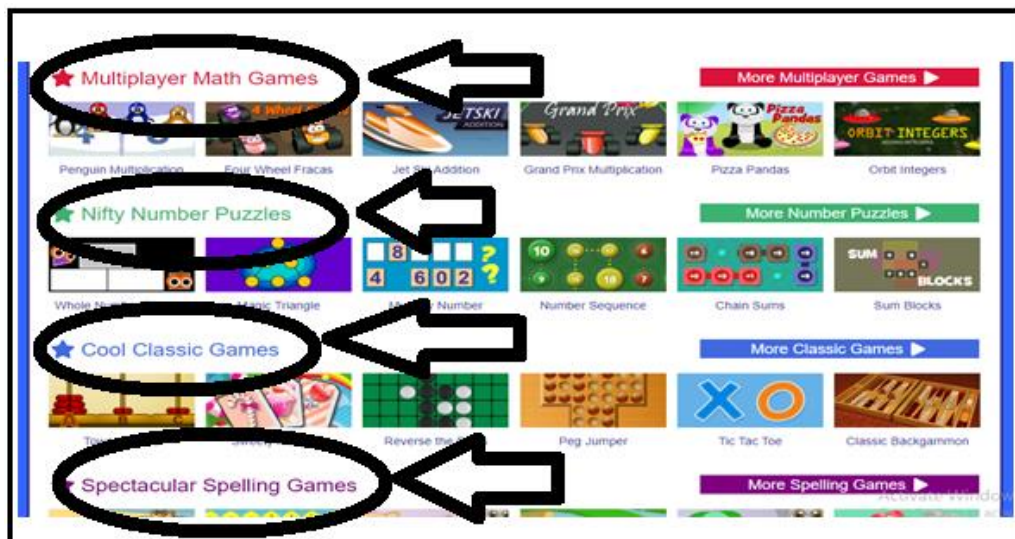 Multiplayer Math Games
More Multiplayer Games
4 Wheel
JETSKI
ADDITION
Grand Prix
Pizza
Pandas
ORBIT INTEGERS
Penguin Multiplication
Four Wheel Fracas
Jet Ski Addition
Grand Prix Multiplication
Pizza Pandas
Orbit Integers
Nifty Number Puzzles
More Number Puzzles
8 ?
4 602 ?
10
18
SUM
BLOCKS
Whole
Magic Triangle
Number
Number Sequence
Chain Sums
Sum Blocks
Cool Classic Games
More Classic Games
X O
Reverse the
Peg Jumper
Tic Tac Toe
Classic Backgammon
Spectacular Spelling Games
More Spelling Games
Activate Windows